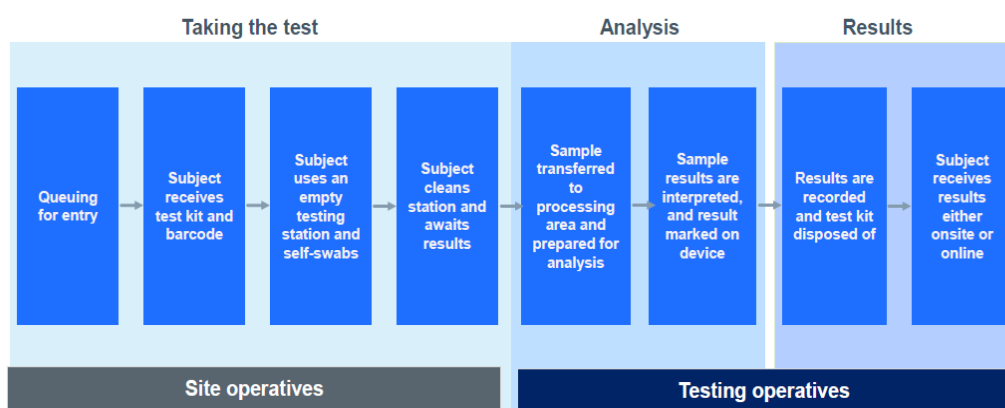 Taking the test
Analysis
Results
Queuing
for entry
Subject
receives
test kit and
barcode
Subject
uses an
empty
testing
station and
self-swabs
Subject
cleans
station and
awaits
results
Sample
transferred
to
processing
area and
prepared for
analysis
Sample
results are
interpreted,
and result
marked on
device
Results are
recorded
and test kit
disposed of
Subject
receives
results
either
onsite or
online
Site operatives
Testing operatives